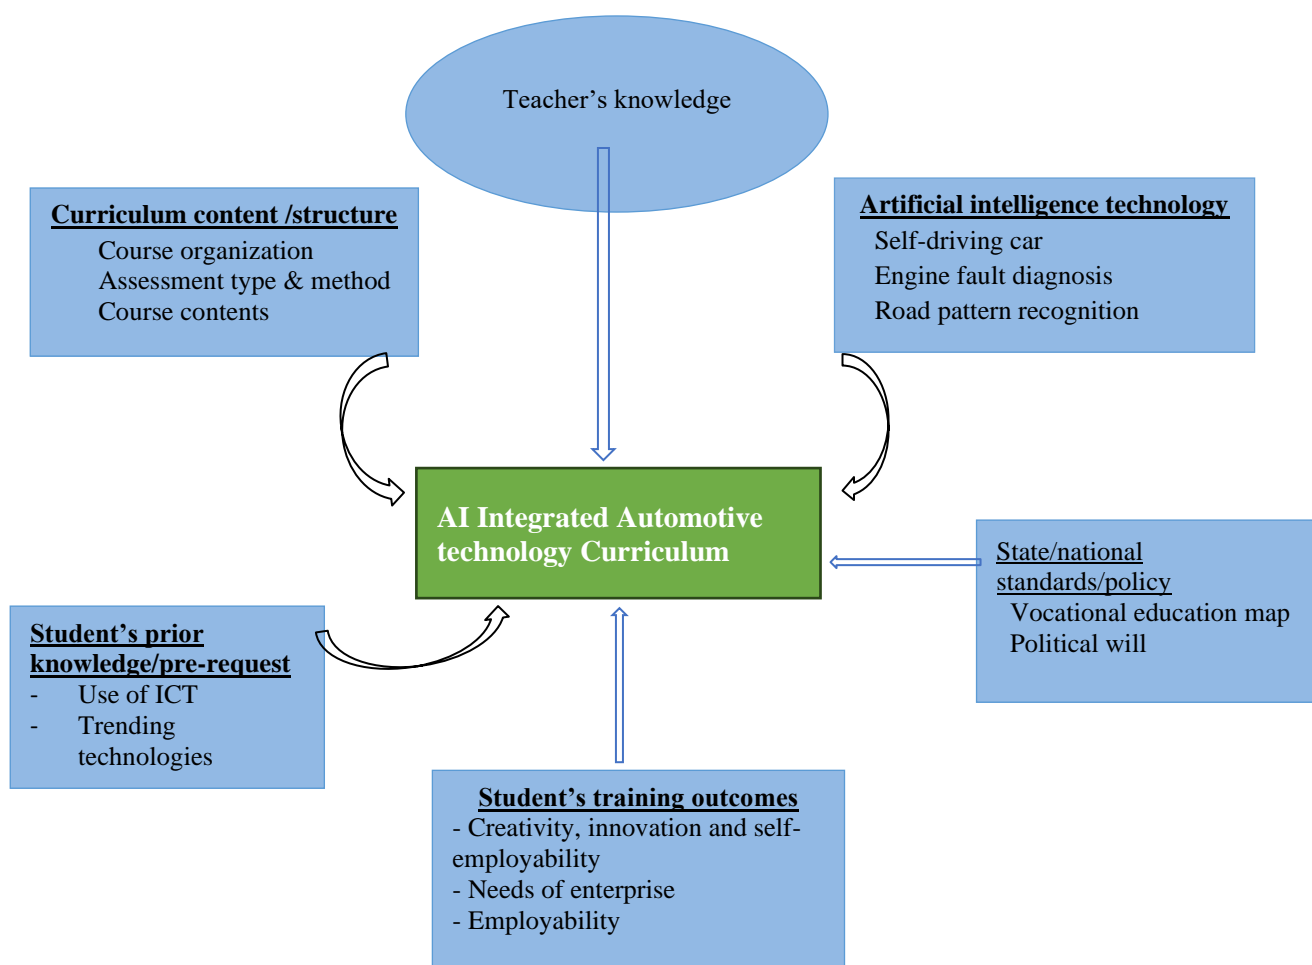 Teacher's knowledge
Curriculum content /structure
Course organization
Assessment type & method
Course contents
Artificial intelligence technology
Self-driving car
Engine fault diagnosis
Road pattern recognition
AI Integrated Automotive
technology Curriculum
State/national
standards/policy
Vocational education map
Political will
Student's prior
knowledge/pre-request
- Use of ICT
- Trending
technologies
Student's training outcomes
- Creativity, innovation and self-
employability
- Needs of enterprise
- Employability